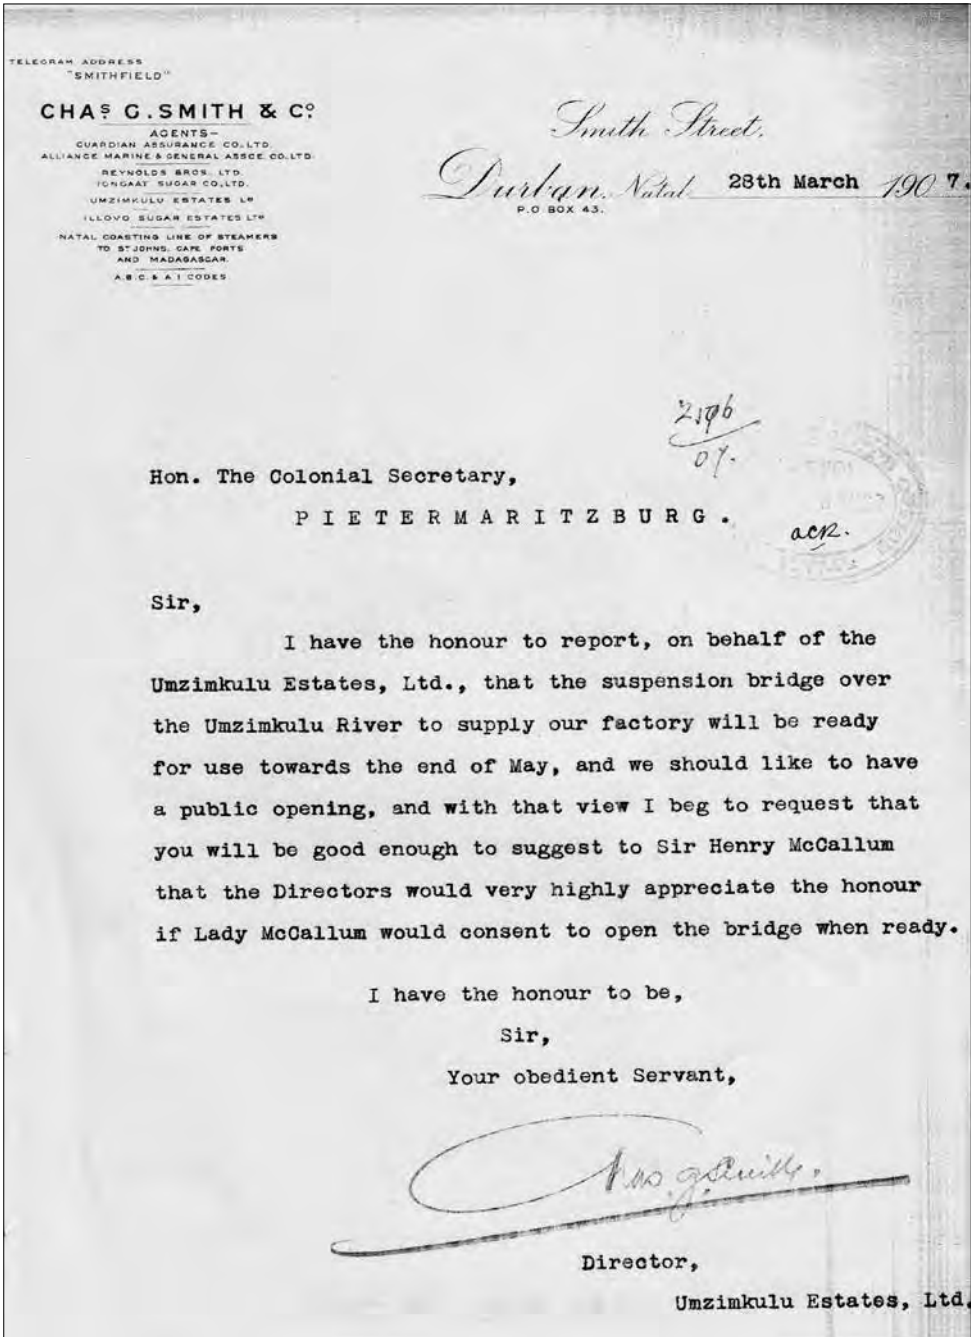 TELEGRAM ADDRESS
"SMITHFIELD"
CHAS G. SMITH & CO.
AGENTS—
GUARDIAN ASSURANCE CO., LTD.
ALLIANCE MARINE & GENERAL ASSCE. CO., LTD.
REYNOLDS BROS. LTD.
TONGAAT SUGAR CO., LTD.
UMZIMKULU ESTATES LD
ILLOVO SUGAR ESTATES LTD
NATAL COASTING LINE OF STEAMERS
TO ST JOHNS, CAPE PORTS
AND MADAGASCAR.
A.B.C. & A I CODES
Smith Street.
Durban. Natal 28th March 1907.
P.O BOX 43.
07.
Hon. The Colonial Secretary,
PIETERMARITZBURG.
Sir,
I have the honour to report, on behalf of the
Umzimkulu Estates, Ltd., that the suspension bridge over
the Umzimkulu River to supply our factory will be ready
for use towards the end of May, and we should like to have
a public opening, and with that view I beg to request that
you will be good enough to suggest to Sir Henry McCallum
that the Directors would very highly appreciate the honour
if Lady McCallum would consent to open the bridge when ready.
I have the honour to be,
Sir,
Your obedient Servant,
Chas G Smith.
Director,
Umzimkulu Estates, Ltd.